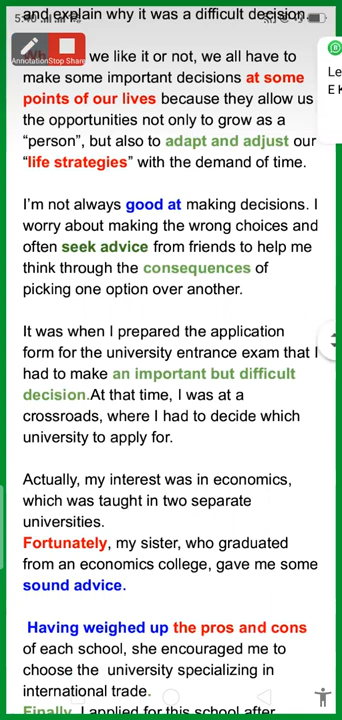 and explain why it was a difficult decision
Annotation Stop Share
we like it or not, we all have to
make some important decisions at some
points of our lives because they allow us
the opportunities not only to grow as a
“person”, but also to adapt and adjust our
“life strategies” with the demand of time.
I’m not always good at making decisions. I
worry about making the wrong choices and
often seek advice from friends to help me
think through the consequences of
picking one option over another.
It was when I prepared the application
form for the university entrance exam that I
had to make an important but difficult
decision.At that time, I was at a
crossroads, where I had to decide which
university to apply for.
Actually, my interest was in economics,
which was taught in two separate
universities.
Fortunately, my sister, who graduated
from an economics college, gave me some
sound advice.
Having weighed up the pros and cons
of each school, she encouraged me to
choose the university specializing in
international trade.
Finally, I applied for this school after
Le
E K